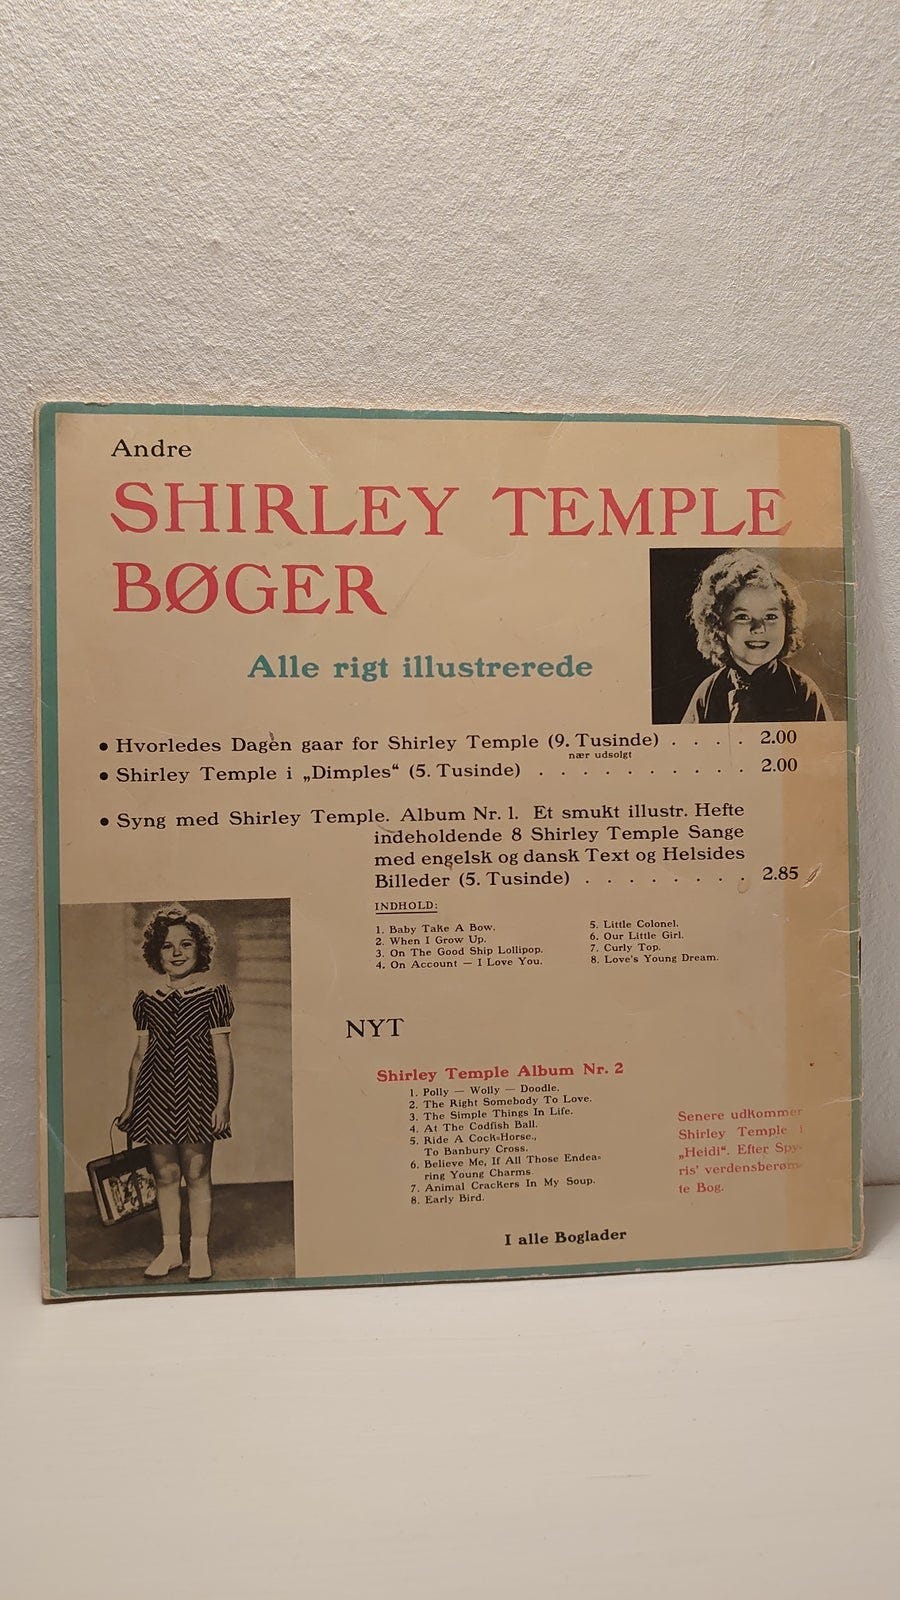 Andre
SHIRLEY TEMPLE
BØGER
Alle rigt illustrerede
• Hvorledes Dagen gaar for Shirley Temple (9. Tusinde) . . . . 2.00
nær udsolgt
• Shirley Temple i „Dimples“ (5. Tusinde) . . . . . . . . . . 2.00
• Syng med Shirley Temple. Album Nr. 1. Et smukt illustr. Hefte
indeholdende 8 Shirley Temple Sange
med engelsk og dansk Text og Helsides
Billeder (5. Tusinde) . . . . . . . . 2.85
INDHOLD:
1. Baby Take A Bow.
2. When I Grow Up.
3. On The Good Ship Lollipop.
4. On Account — I Love You.
5. Little Colonel.
6. Our Little Girl.
7. Curly Top.
8. Love's Young Dream.
NYT
Shirley Temple Album Nr. 2
1. Polly — Wolly — Doodle.
2. The Right Somebody To Love.
3. The Simple Things In Life.
4. At The Codfish Ball.
5. Ride A Cock-Horse.,
To Banbury Cross.
6. Believe Me, If All Those Endea-
ring Young Charms
7. Animal Crackers In My Soup.
8. Early Bird.
Senere udkommer
Shirley Temple i
„Heidi“. Efter Spy-
ris' verdensberøm-
te Bog.
I alle Boglader